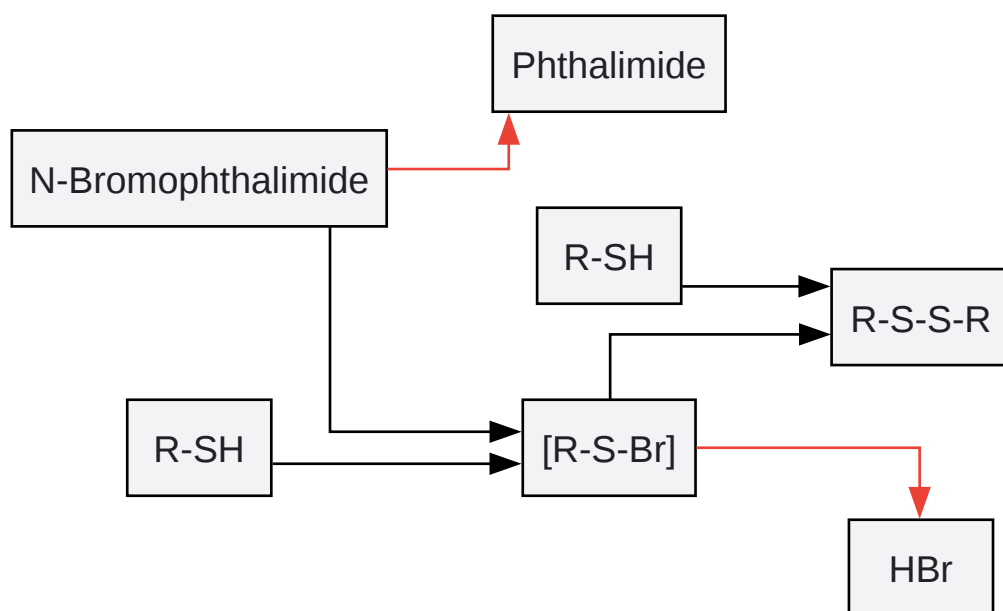 Phthalimide
N-Bromophthalimide
R-SH
R-S-S-R
R-SH
[R-S-Br]
HBr